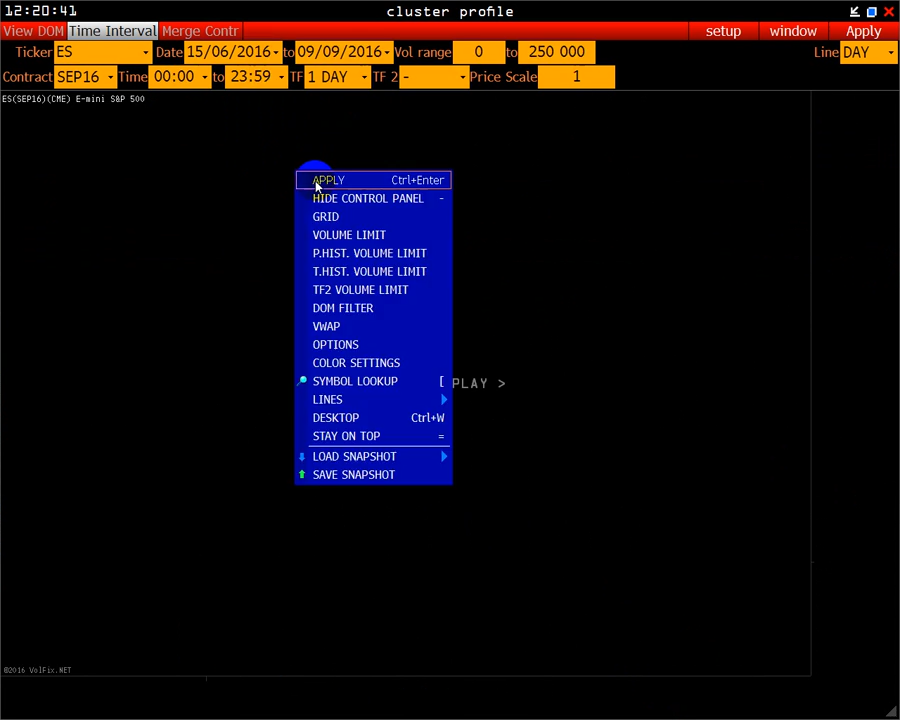 12:20:41 cluster profile
View DOM Time Interval Merge Contr setup window Apply
Ticker ES Date 15/06/2016 to 09/09/2016 Vol range 0 to 250 000 Line DAY
Contract SEP16 Time 00:00 to 23:59 TF 1 DAY TF 2 - Price Scale 1
ES(SEP16)(CME) E-mini S&P 500
APPLY Ctrl+Enter
HIDE CONTROL PANEL -
GRID
VOLUME LIMIT
P.HIST. VOLUME LIMIT
T.HIST. VOLUME LIMIT
TF2 VOLUME LIMIT
DOM FILTER
VWAP
OPTIONS
COLOR SETTINGS
SYMBOL LOOKUP [
PLAY >
LINES
DESKTOP Ctrl+W
STAY ON TOP =
LOAD SNAPSHOT
SAVE SNAPSHOT
©2016 VolFix.NET